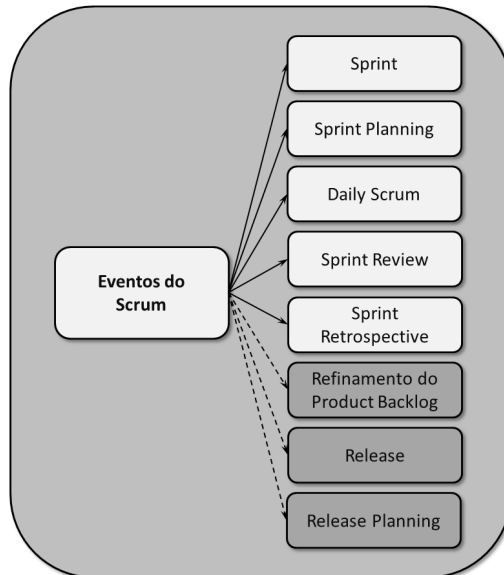 Sprint
Sprint Planning
Daily Scrum
Sprint Review
Eventos do
Scrum
Sprint
Retrospective
Refinamento do
Product Backlog
Release
Release Planning